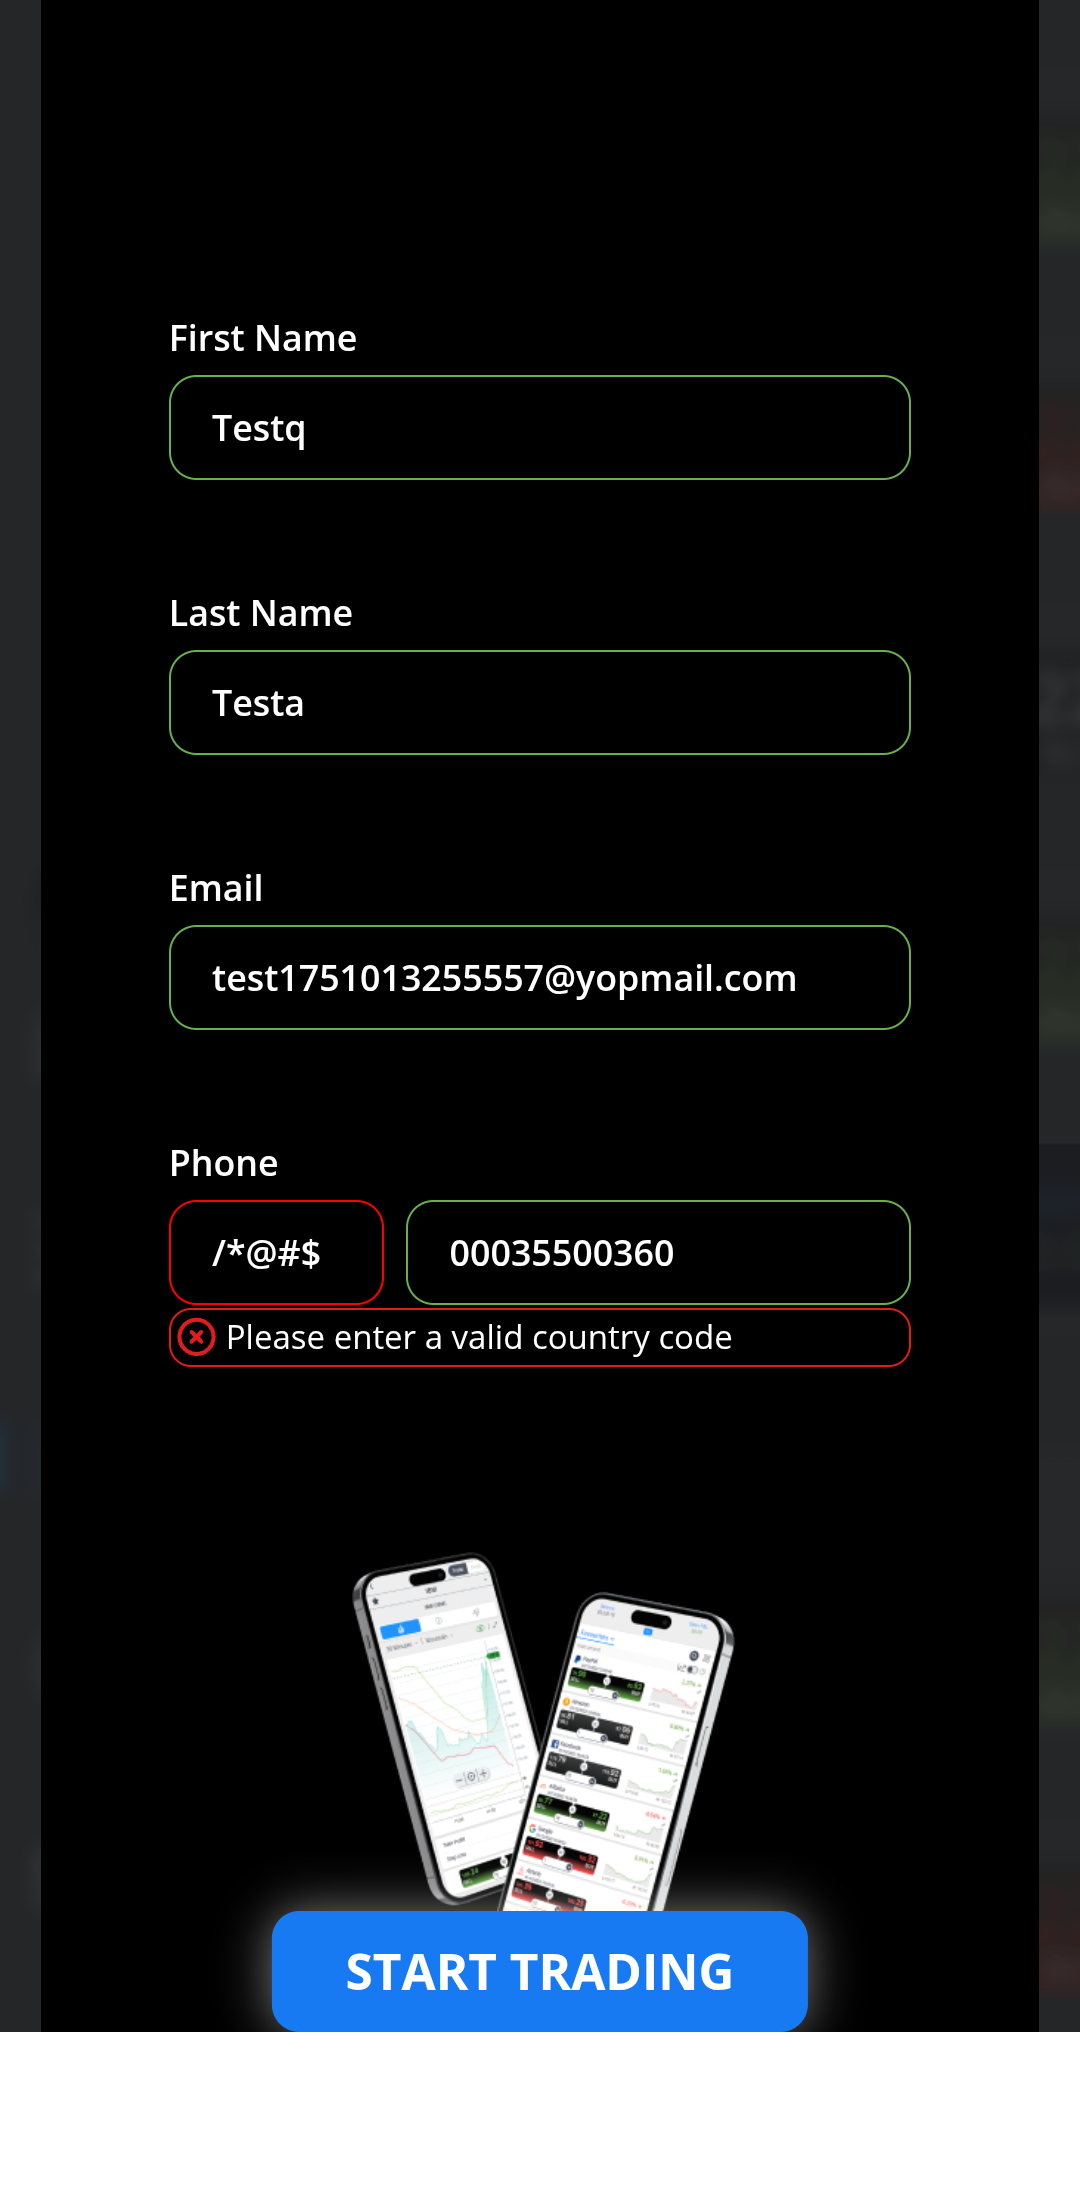 First Name
Testq
Last Name
Testa
Email
test1751013255557@yopmail.com
Phone
/*@#$
00035500360
Please enter a valid country code
START TRADING